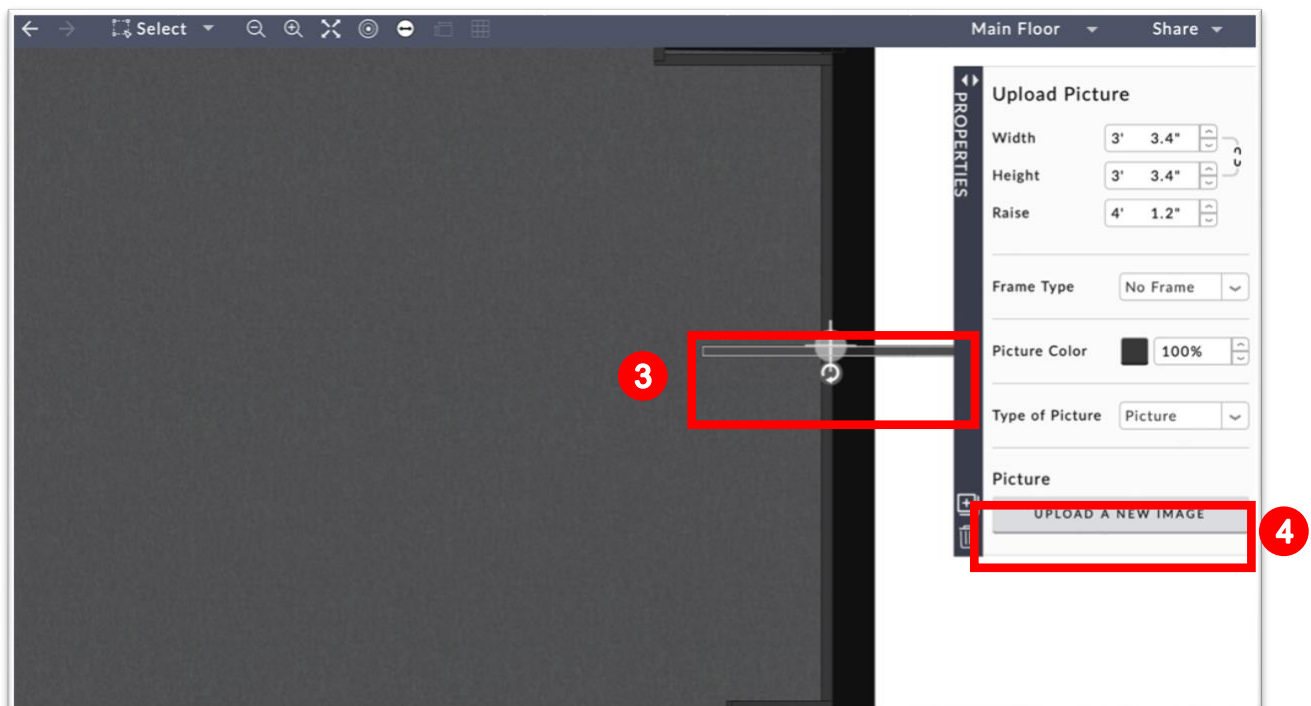 Select
Main Floor
Share
PROPERTIES
Upload Picture
Width 3' 3.4"
Height 3' 3.4"
Raise 4' 1.2"
Frame Type No Frame
3
Picture Color 100%
Type of Picture Picture
Picture
UPLOAD A NEW IMAGE
4